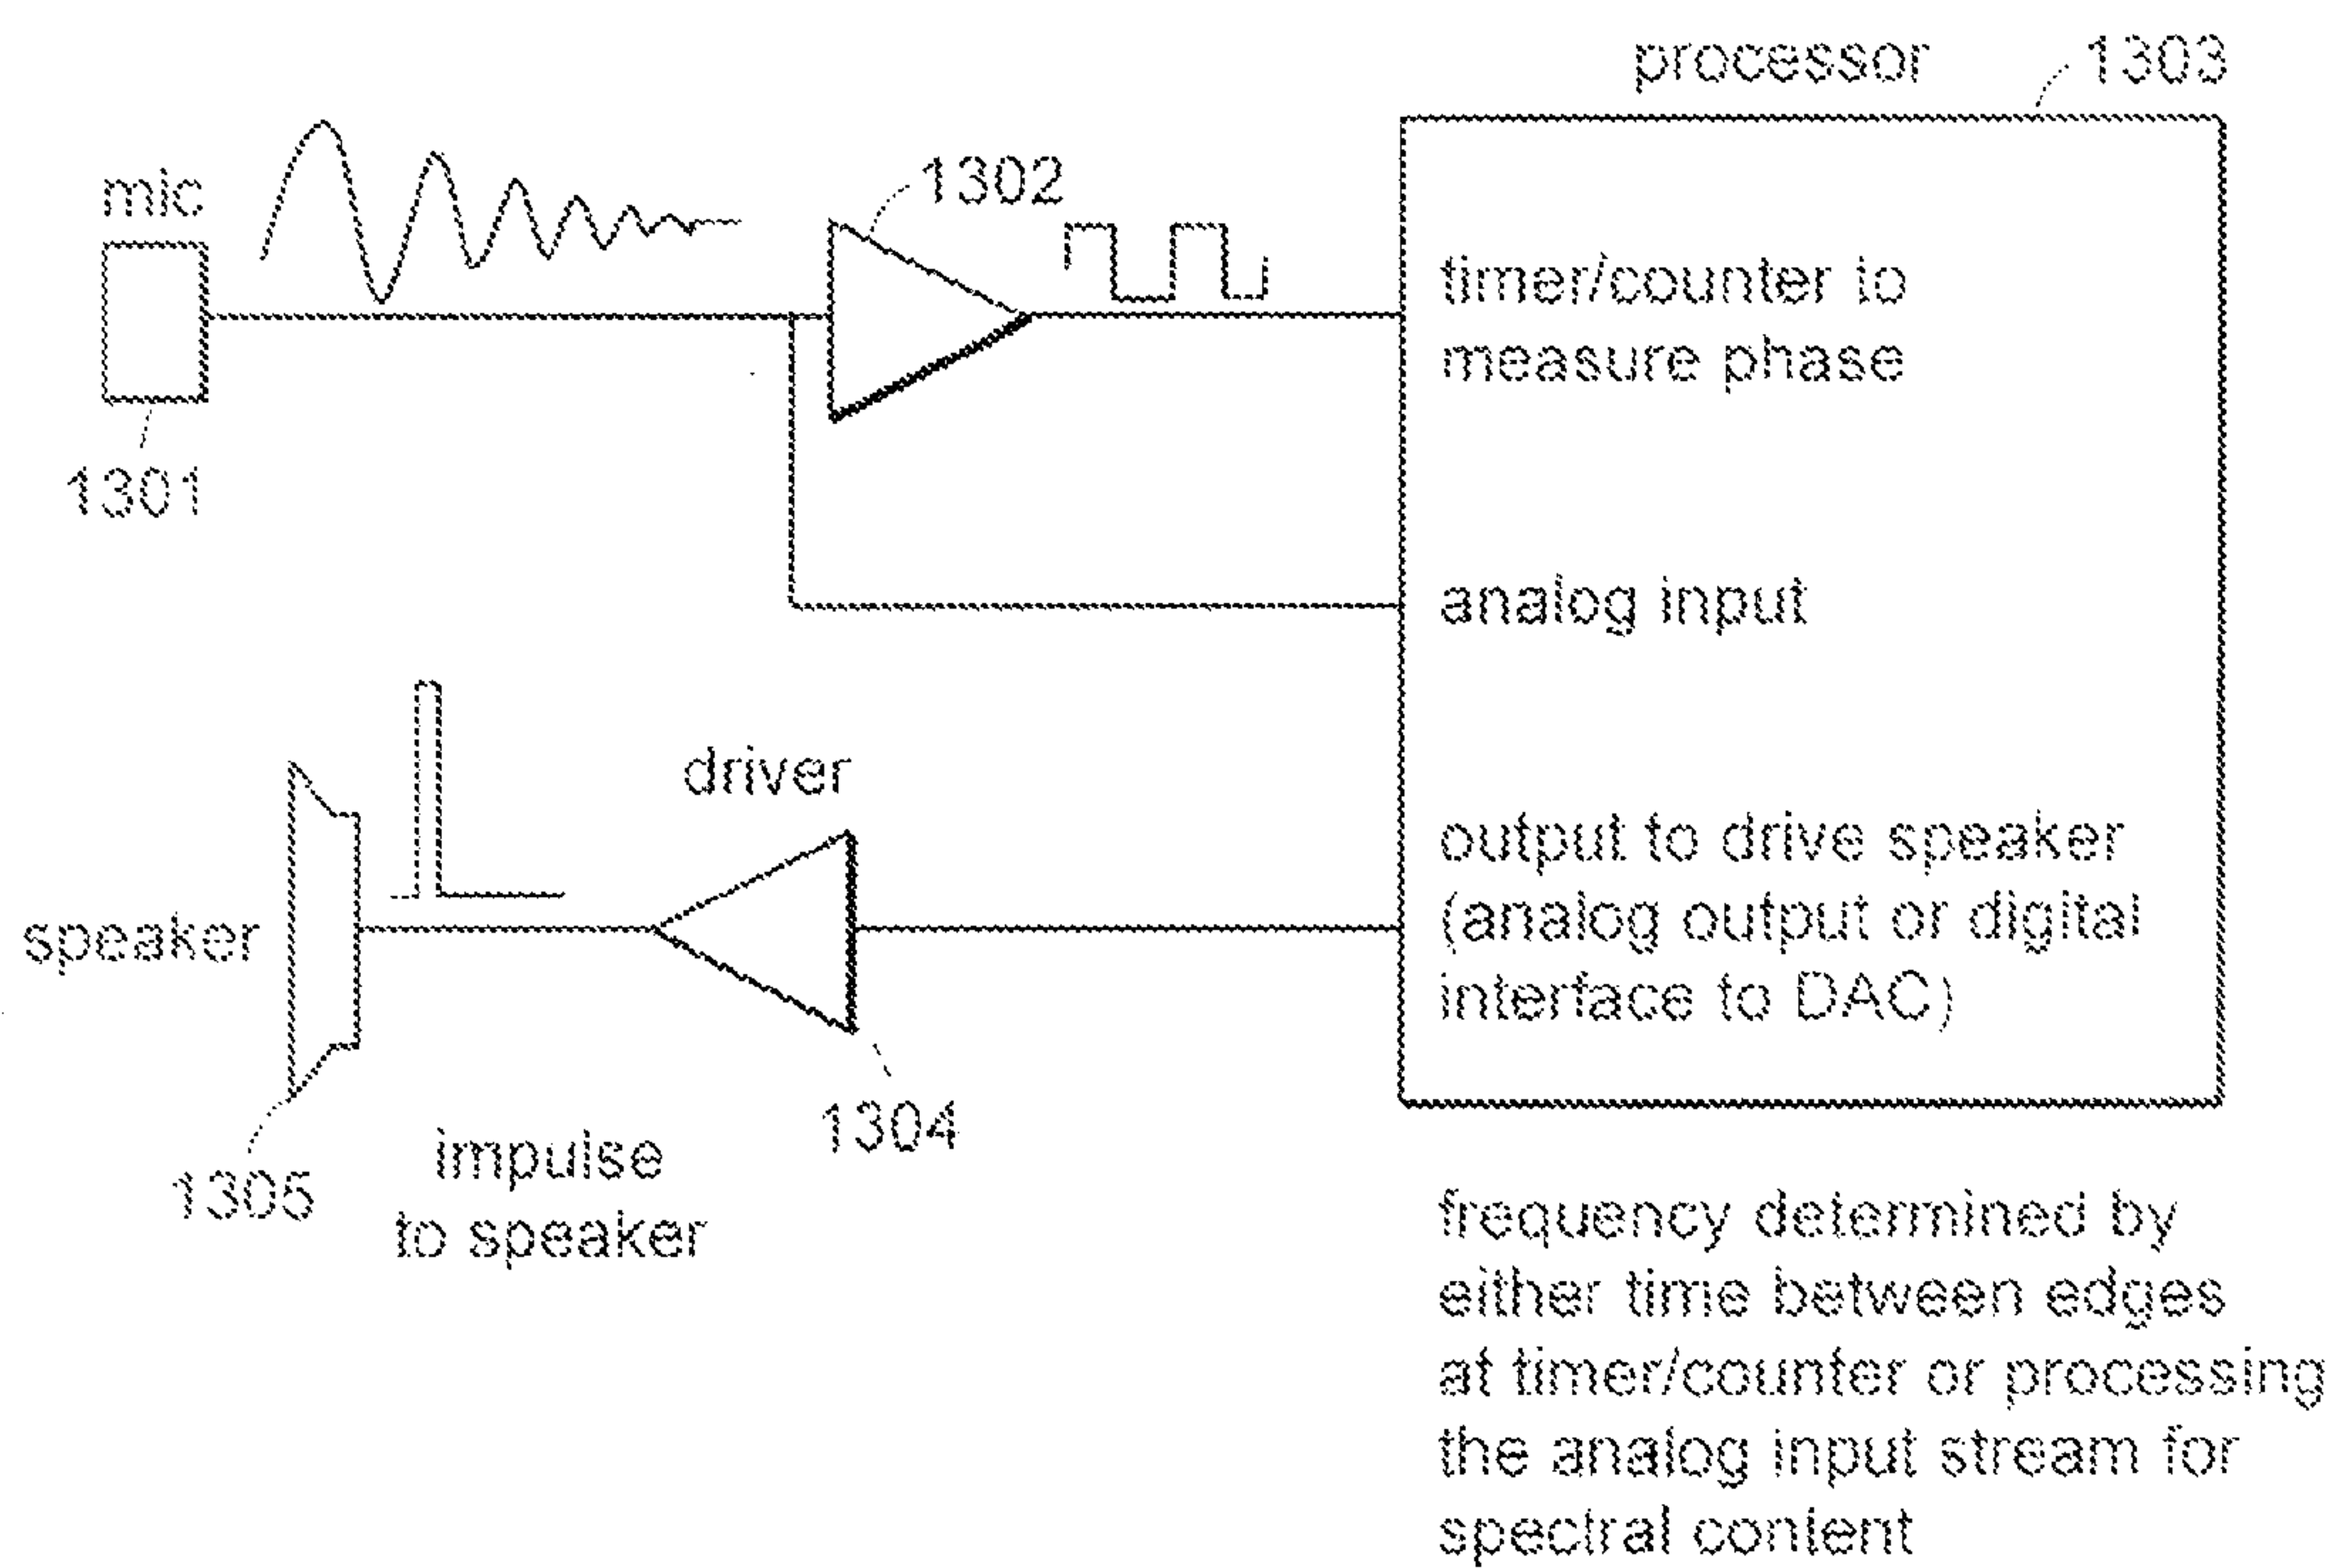 processor
1303
mic
1302
timer/counter to
measure phase
1301
analog input
driver
output to drive speaker
(analog output or digital
interface to DAC)
speaker
1304
impulse
to speaker
1305
frequency determined by
either time between edges
at timer/counter or processing
the analog input stream for
spectral content